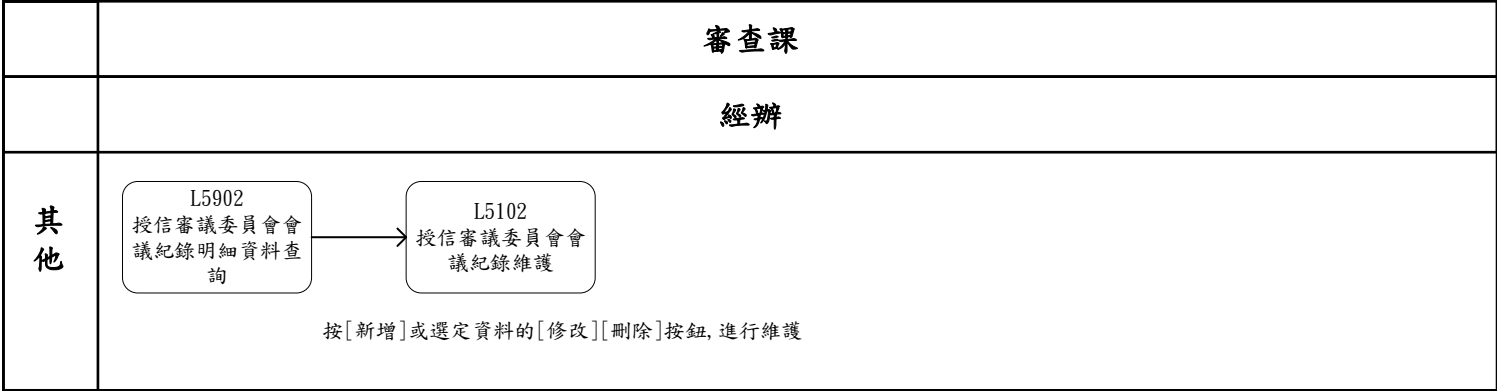 審查課
經辦
其
他
L5902
授信審議委員會會
議紀錄明細資料查
詢
L5102
授信審議委員會會
議紀錄維護
按[新增]或選定資料的[修改][刪除]按鈕,進行維護